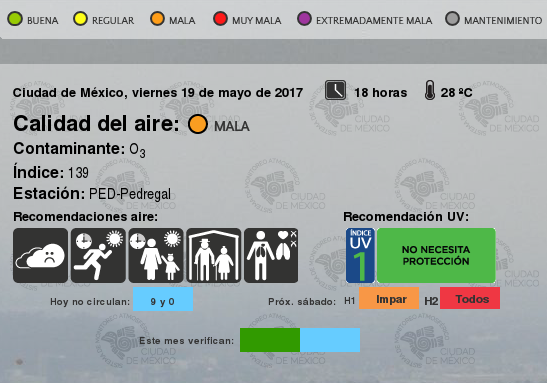 BUENA REGULAR MALA MUY MALA EXTREMADAMENTE MALA MANTENIMIENTO
Ciudad de México, viernes 19 de mayo de 2017 18 horas 28 ºC
Calidad del aire: MALA
Contaminante: O3
Índice: 139
Estación: PED-Pedregal
Recomendaciones aire: Recomendación UV:
ÍNDICE
UV
1
NO NECESITA
PROTECCIÓN
Hoy no circulan: 9 y 0 Próx. sábado: H1 Impar H2 Todos
Este mes verifican:
CIUDAD
DE MÉXICO